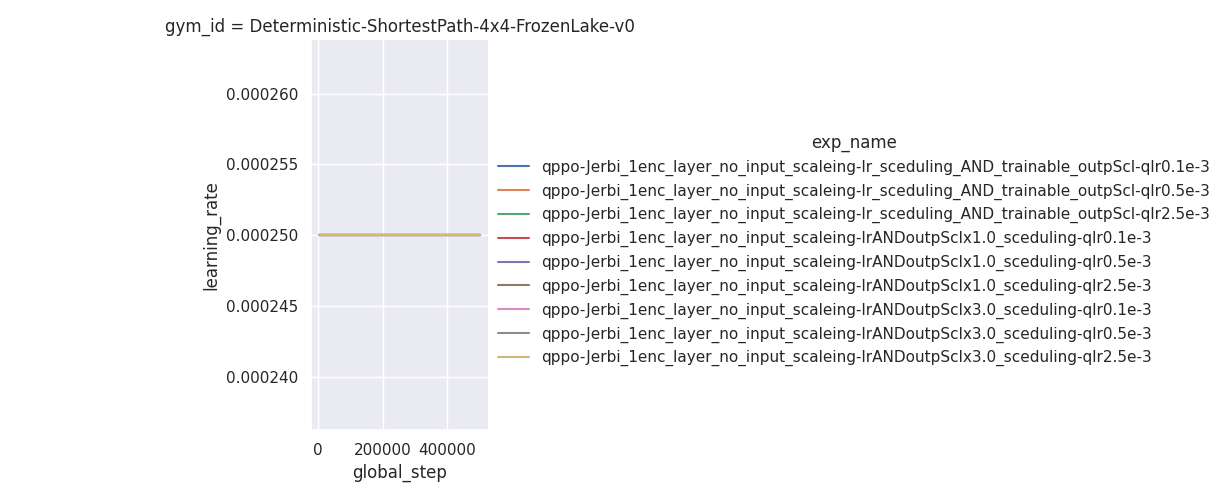 gym_id = Deterministic-ShortestPath-4x4-FrozenLake-v0
learning_rate
0.000260
0.000255
0.000250
0.000245
0.000240
0 200000 400000
global_step
exp_name
qppo-Jerbi_1enc_layer_no_input_scaleing-lr_sceduling_AND_trainable_outpScl-qlr0.1e-3
qppo-Jerbi_1enc_layer_no_input_scaleing-lr_sceduling_AND_trainable_outpScl-qlr0.5e-3
qppo-Jerbi_1enc_layer_no_input_scaleing-lr_sceduling_AND_trainable_outpScl-qlr2.5e-3
qppo-Jerbi_1enc_layer_no_input_scaleing-lrANDoutpSclx1.0_sceduling-qlr0.1e-3
qppo-Jerbi_1enc_layer_no_input_scaleing-lrANDoutpSclx1.0_sceduling-qlr0.5e-3
qppo-Jerbi_1enc_layer_no_input_scaleing-lrANDoutpSclx1.0_sceduling-qlr2.5e-3
qppo-Jerbi_1enc_layer_no_input_scaleing-lrANDoutpSclx3.0_sceduling-qlr0.1e-3
qppo-Jerbi_1enc_layer_no_input_scaleing-lrANDoutpSclx3.0_sceduling-qlr0.5e-3
qppo-Jerbi_1enc_layer_no_input_scaleing-lrANDoutpSclx3.0_sceduling-qlr2.5e-3